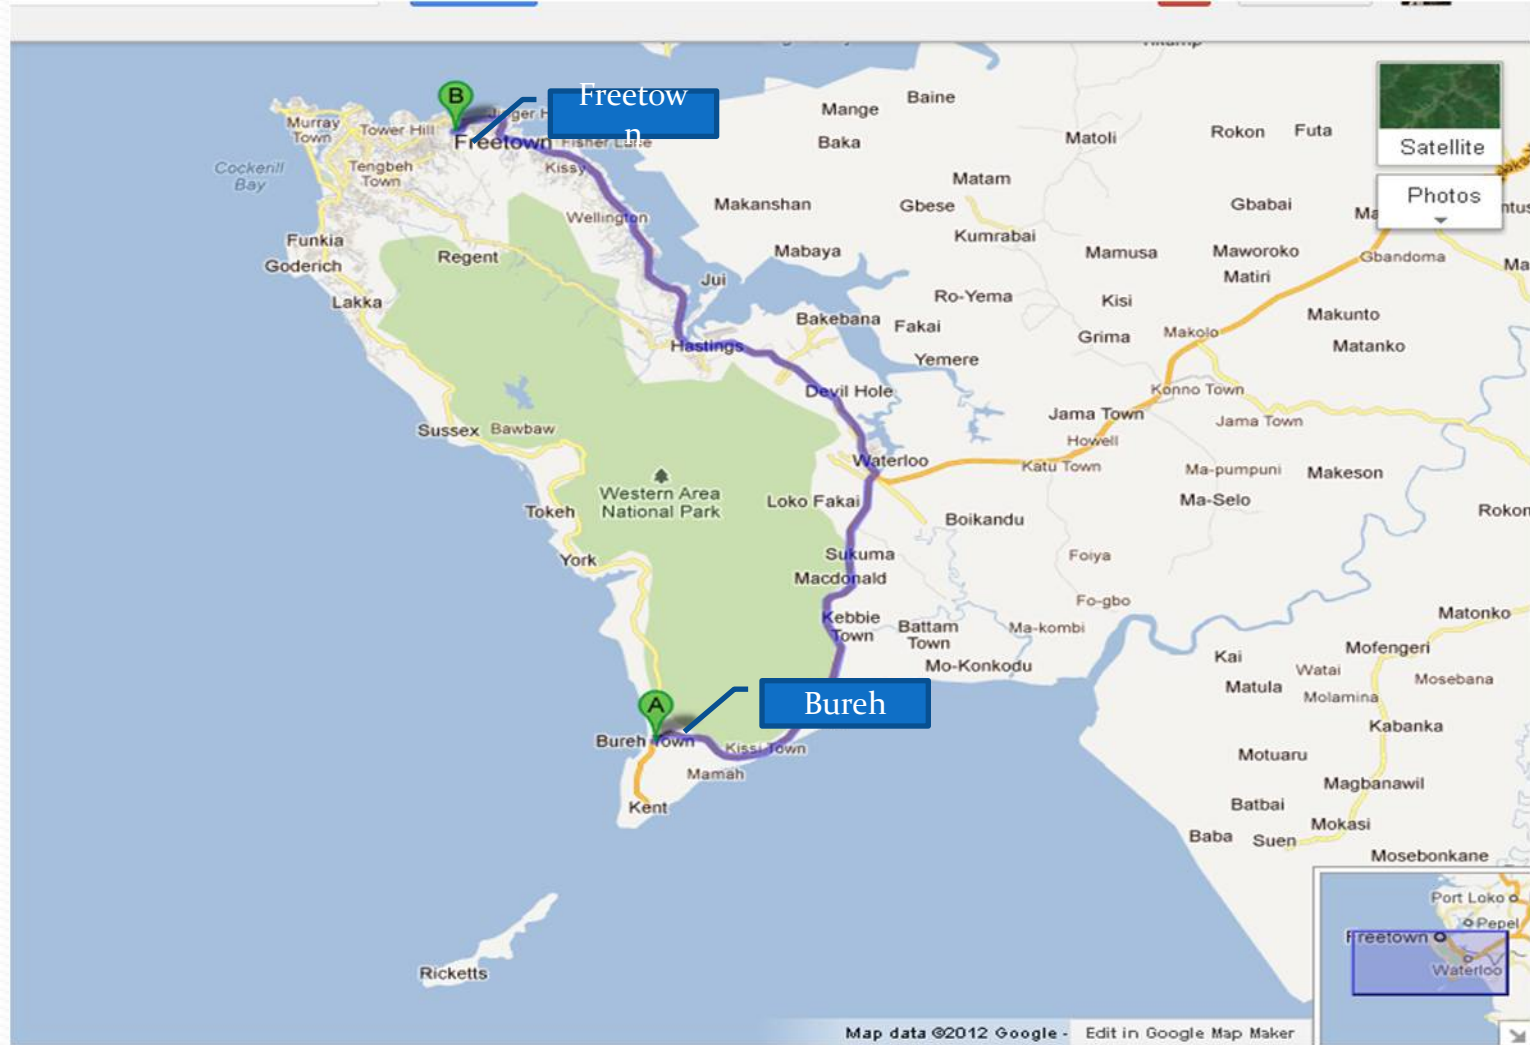 Baine
Mange
B
Freetow
n
Murray
Town
Tower Hill
Freetown
Baka
Matoli
Rokon
Futa
Satellite
Cockerill
Bay
Tengbeh
Town
Kissy
Matam
Photos
Makanshan
Gbese
Gbabai
Wellington
Kumrabai
Funkia
Goderich
Regent
Mabaya
Mamusa
Maworoko
Gbandoma
Matiri
Jui
Lakka
Ro-Yema
Kisi
Makunto
Bakebana
Fakai
Grima
Makolo
Matanko
Hastings
Yemere
Devil Hole
Konno Town
Jama Town
Jama Town
Sussex
Bawbaw
Howell
Waterloo
Katu Town
Ma-pumpuni
Makeson
Western Area
National Park
Loko Fakai
Ma-Selo
Tokeh
Boikandu
Rokon
York
Sukuma
Foiya
Macdonald
Fo-gbo
Kebbie
Town
Battam
Town
Ma-kombi
Matonko
Mofengeri
Kai
Mo-Konkodu
Watai
Mosebana
Matula
Molamina
A
Bureh
Kabanka
Bureh Town
Kissi Town
Motuaru
Mamah
Magbanawil
Kent
Batbai
Mokasi
Baba
Suen
Mosebonkane
Port Loko
Pepel
Freetown
Waterloo
Ricketts
Map data ©2012 Google -
Edit in Google Map Maker